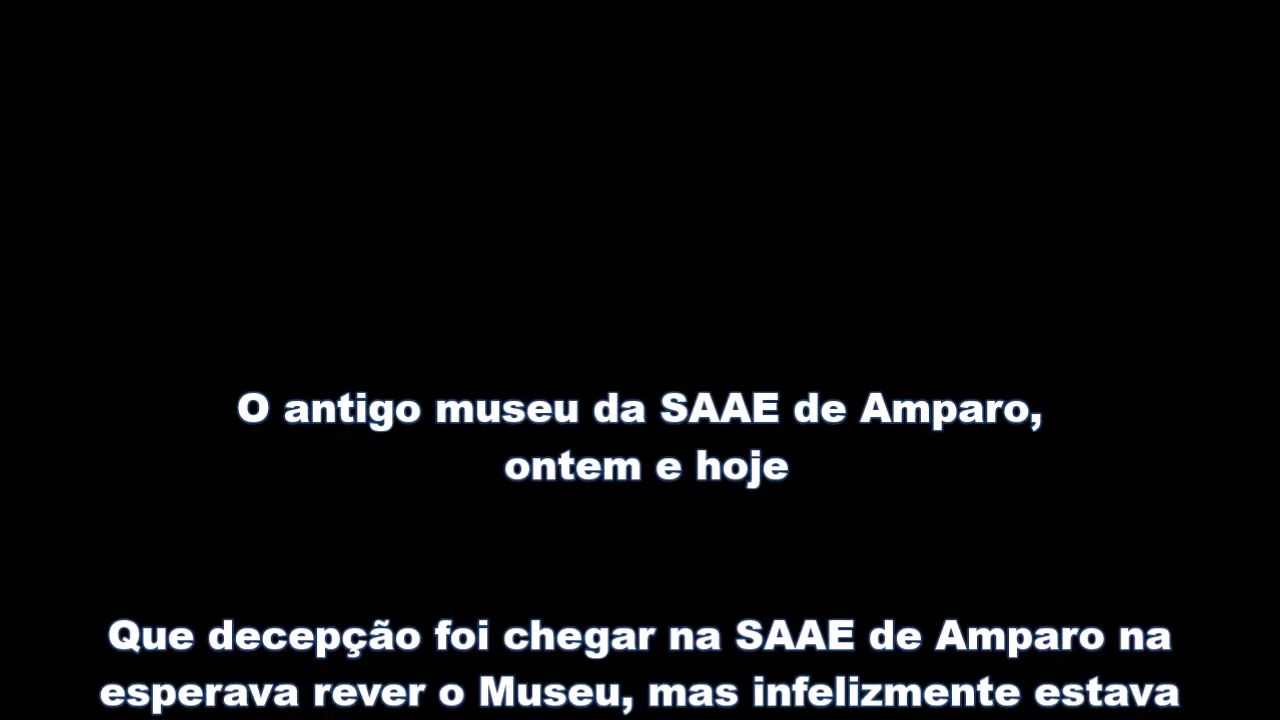 O antigo museu da SAAE de Amparo,
ontem e hoje
Que decepção foi chegar na SAAE de Amparo na
esperava rever o Museu, mas infelizmente estava